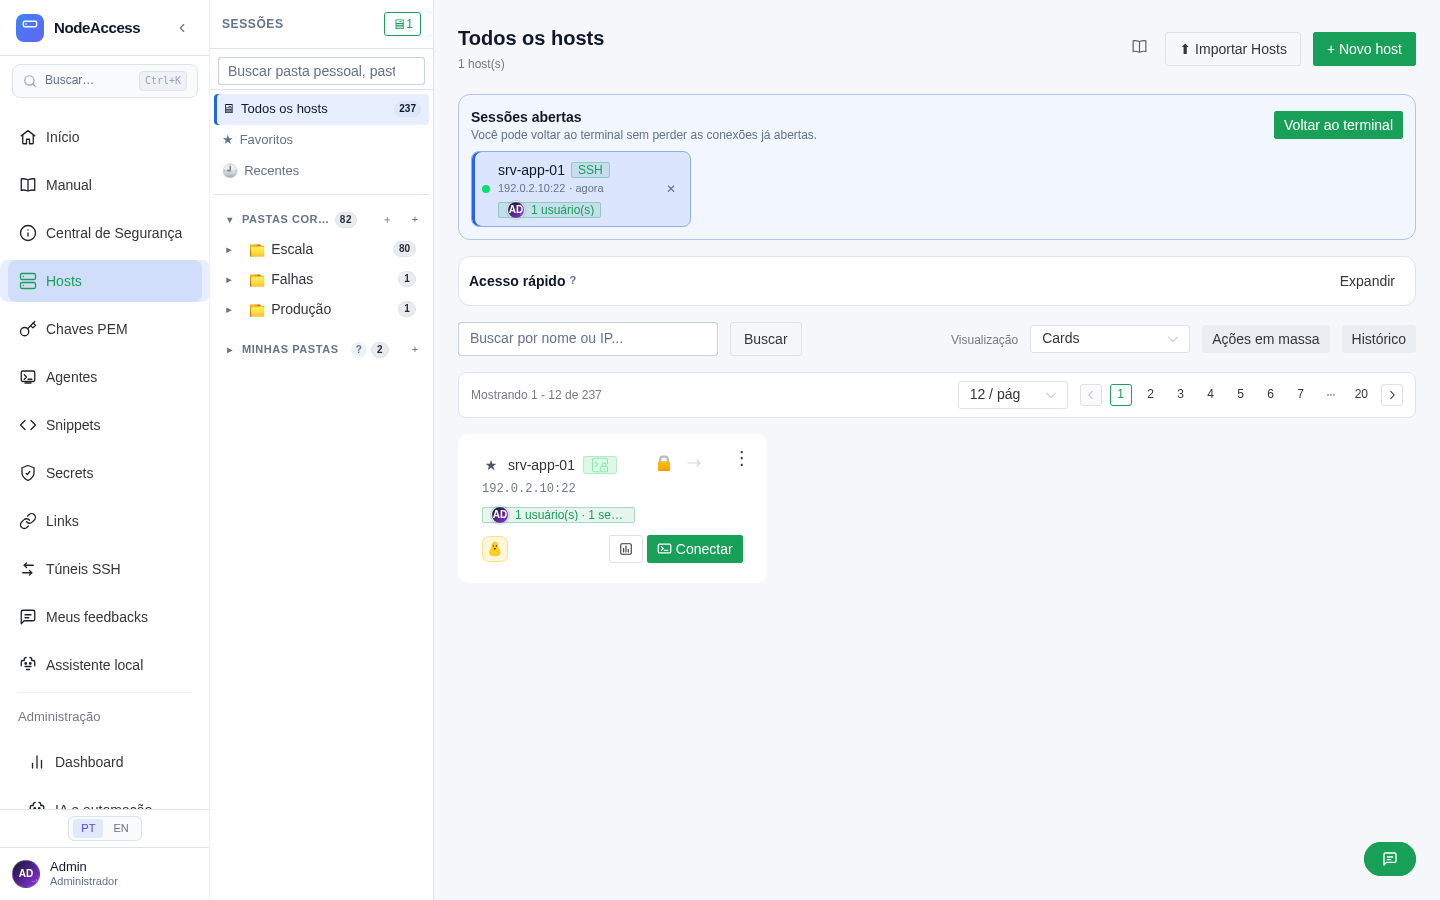 NodeAccess
Buscar…
Ctrl+K
Início
Manual
Central de Segurança
Hosts
Chaves PEM
Agentes
Snippets
Secrets
Links
Túneis SSH
Meus feedbacks
Assistente local
Administração
Dashboard
IA e automação
PT EN
AD
Admin
Administrador
SESSÕES
1
Buscar pasta pessoal, past
Todos os hosts 237
Favoritos
Recentes
PASTAS COR... 82 + +
Escala 80
Falhas 1
Produção 1
MINHAS PASTAS ? 2 +
Todos os hosts
1 host(s)
Importar Hosts
+ Novo host
Sessões abertas
Você pode voltar ao terminal sem perder as conexões já abertas.
Voltar ao terminal
srv-app-01 SSH
192.0.2.10:22 · agora
AD 1 usuário(s)
Acesso rápido ?
Expandir
Buscar por nome ou IP...
Buscar
Visualização
Cards
Ações em massa
Histórico
Mostrando 1 - 12 de 237
12 / pág
1 2 3 4 5 6 7 ... 20
srv-app-01
192.0.2.10:22
AD 1 usuário(s) · 1 se...
Conectar